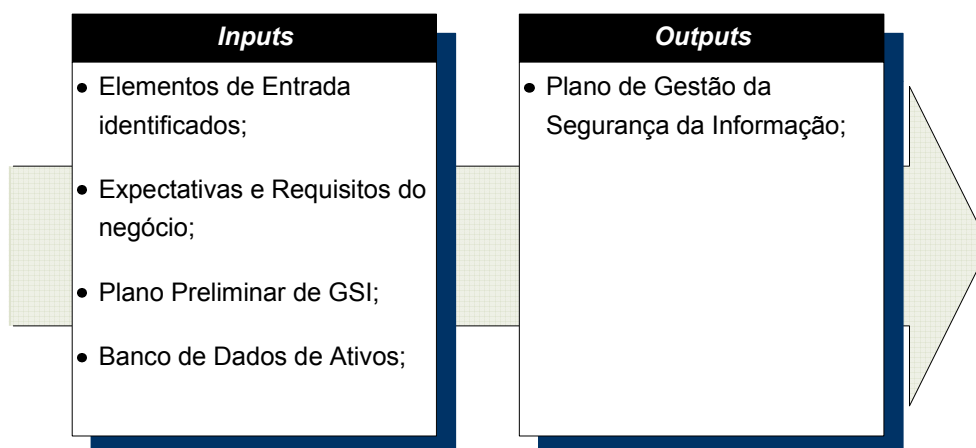 Inputs
• Elementos de Entrada
identificados;
• Expectativas e Requisitos do
negócio;
• Plano Preliminar de GSI;
• Banco de Dados de Ativos;
Outputs
• Plano de Gestão da
Segurança da Informação;